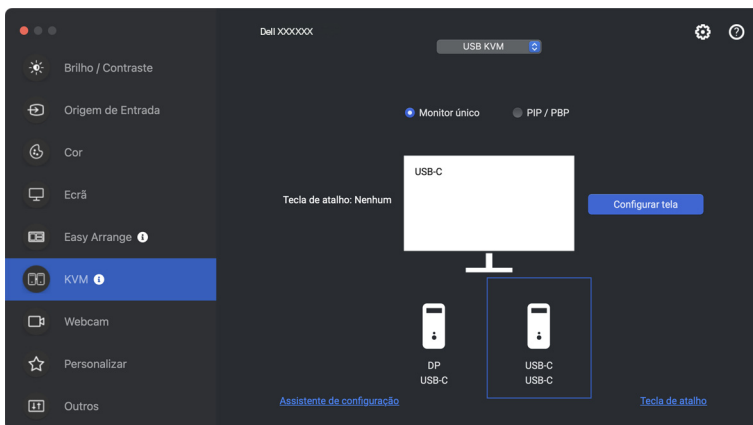 Dell XXXXXX
USB KVM
Brilho / Contraste
Origem de Entrada
Cor
Ecrã
Easy Arrange
KVM
Webcam
Personalizar
Outros
Monitor único
PIP / PBP
USB-C
Tecla de atalho: Nenhum
Configurar tela
DP
USB-C
USB-C
USB-C
Assistente de configuração
Tecla de atalho